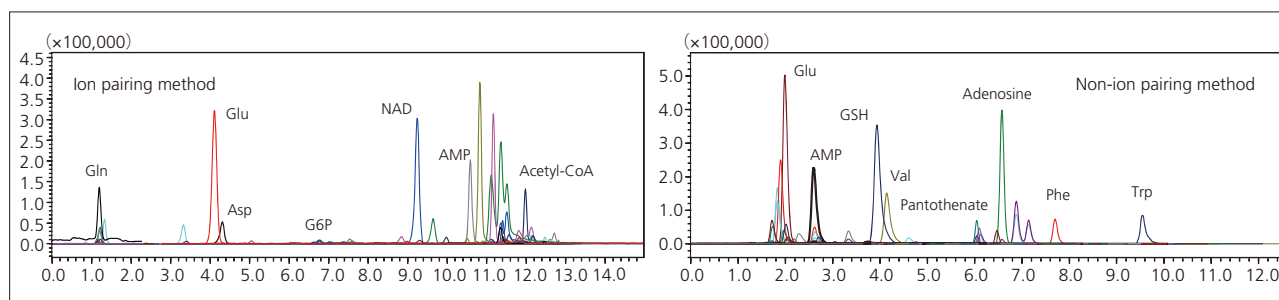 (×100,000)
4.5
4.0
3.5
3.0
2.5
2.0
1.5
1.0
0.5
0.0
Ion pairing method
Gln
Glu
Asp
G6P
NAD
AMP
Acetyl-CoA
0.0 1.0 2.0 3.0 4.0 5.0 6.0 7.0 8.0 9.0 10.0 11.0 12.0 13.0 14.0
(×100,000)
5.0
4.0
3.0
2.0
1.0
0.0
Non-ion pairing method
Glu
AMP
GSH
Val
Pantothenate
Adenosine
Phe
Trp
0.0 1.0 2.0 3.0 4.0 5.0 6.0 7.0 8.0 9.0 10.0 11.0